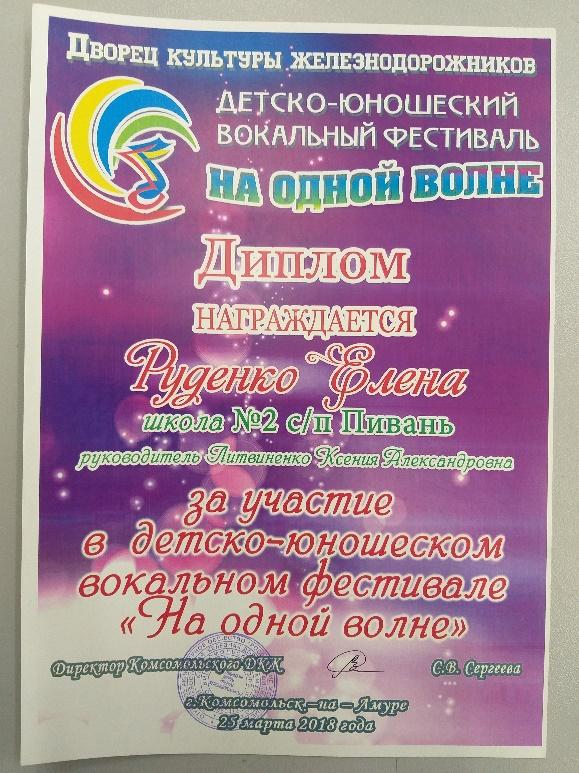 Дворец культуры железнодорожников
Детско-юношеский
вокальный фестиваль
НА ОДНОЙ ВОЛНЕ
Диплом
НАГРАЖДАЕТСЯ
Руденко Елена
школа №2 с/п Пивань
руководитель Литвиненко Ксения Александровна
за участие
в детско-юношеском
вокальном фестивале
«На одной волне»
Директор Комсомольского ДКЖ С.В. Сергеева
г.Комсомольск –на – Амуре
25 марта 2018 года